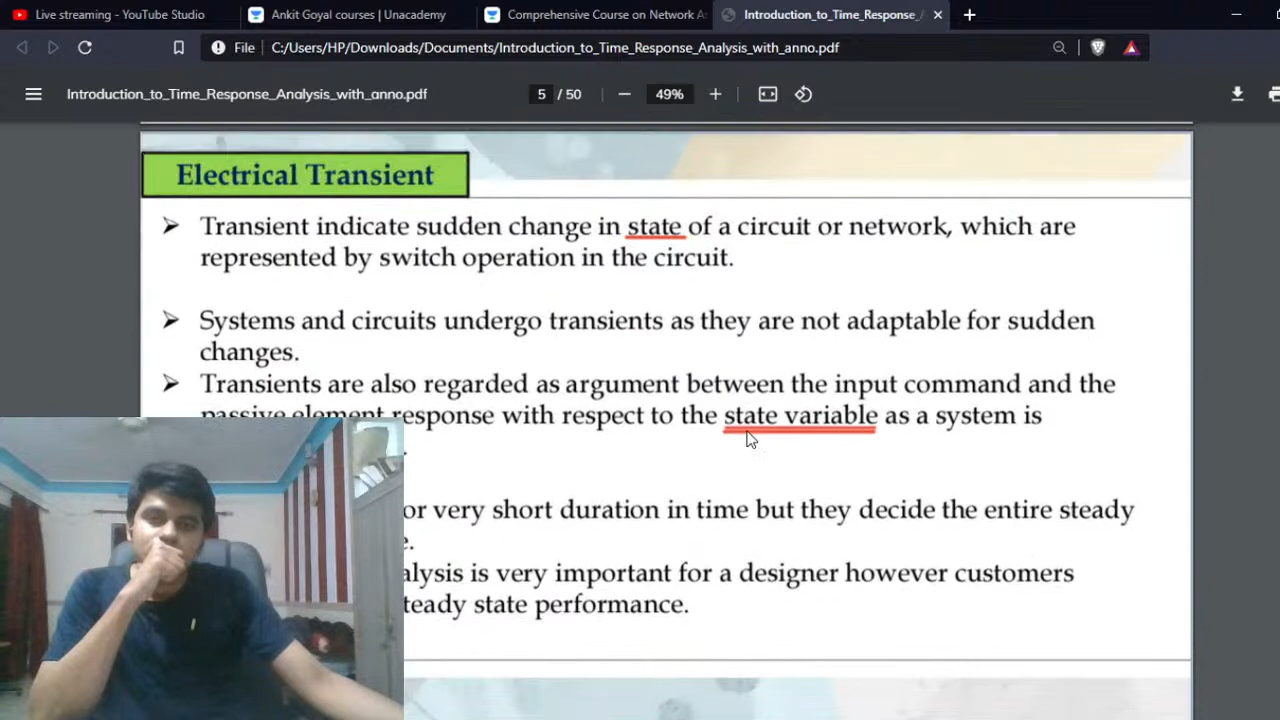 Live streaming - YouTube Studio
Ankit Goyal courses | Unacademy
Comprehensive Course on Network A
Introduction_to_Time_Response_
File C:/Users/HP/Downloads/Documents/Introduction_to_Time_Response_Analysis_with_anno.pdf
Introduction_to_Time_Response_Analysis_with_anno.pdf
5 / 50
49%
Electrical Transient
Transient indicate sudden change in state of a circuit or network, which are
represented by switch operation in the circuit.
Systems and circuits undergo transients as they are not adaptable for sudden
changes.
Transients are also regarded as argument between the input command and the
passive element response with respect to the state variable as a system is
or very short duration in time but they decide the entire steady
e.
alysis is very important for a designer however customers
teady state performance.